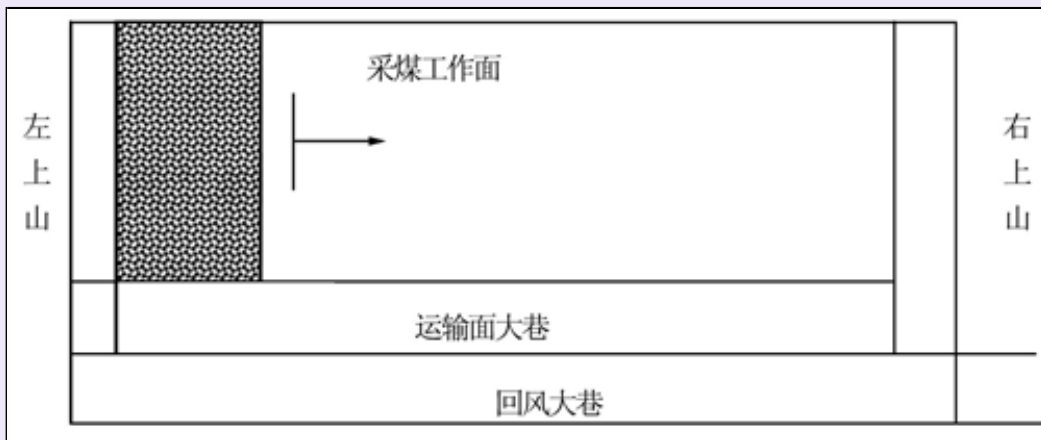 采煤工作面
左上山
右上山
运输面大巷
回风大巷